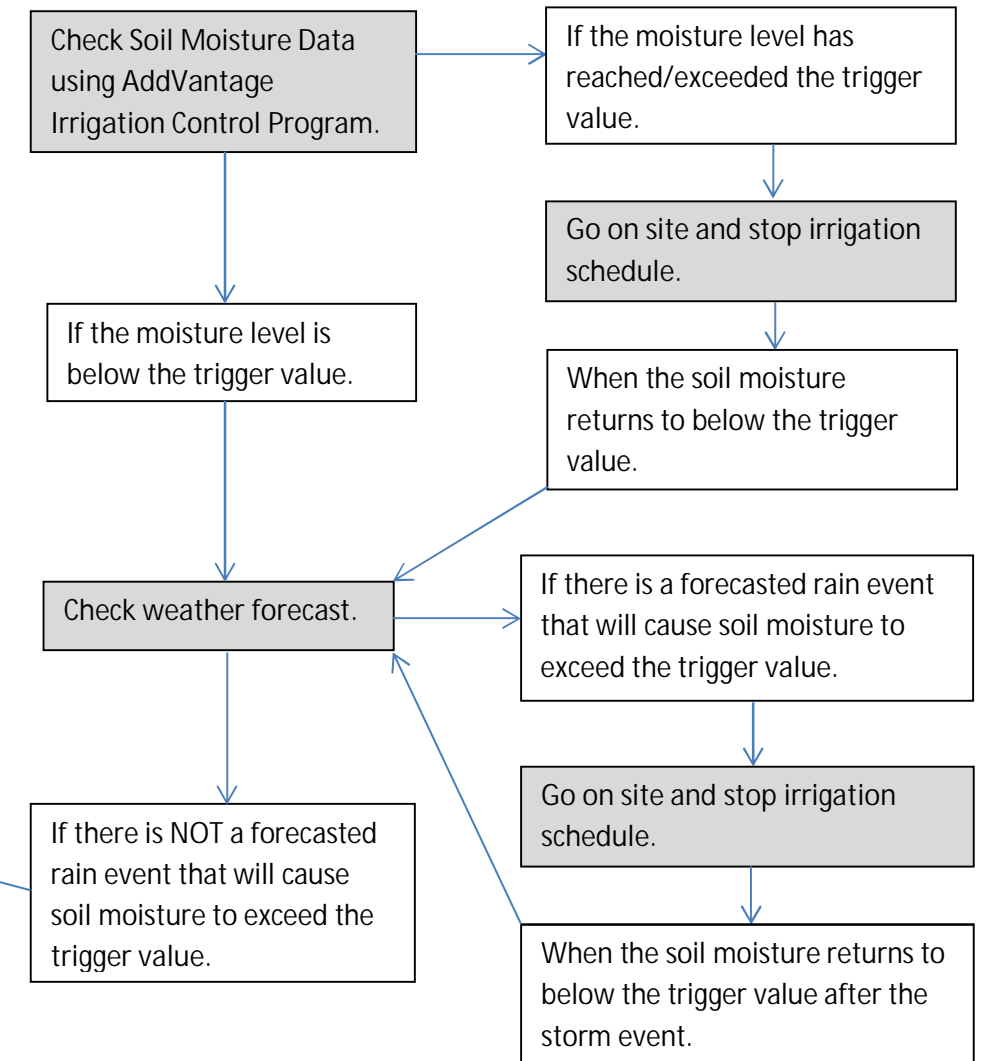 Check Soil Moisture Data
using AddVantage
Irrigation Control Program.
If the moisture level has
reached/exceeded the trigger
value.
Go on site and stop irrigation
schedule.
If the moisture level is
below the trigger value.
When the soil moisture
returns to below the trigger
value.
Check weather forecast.
If there is a forecasted rain event
that will cause soil moisture to
exceed the trigger value.
Go on site and stop irrigation
schedule.
If there is NOT a forecasted
rain event that will cause
soil moisture to exceed the
trigger value.
When the soil moisture returns to
below the trigger value after the
storm event.